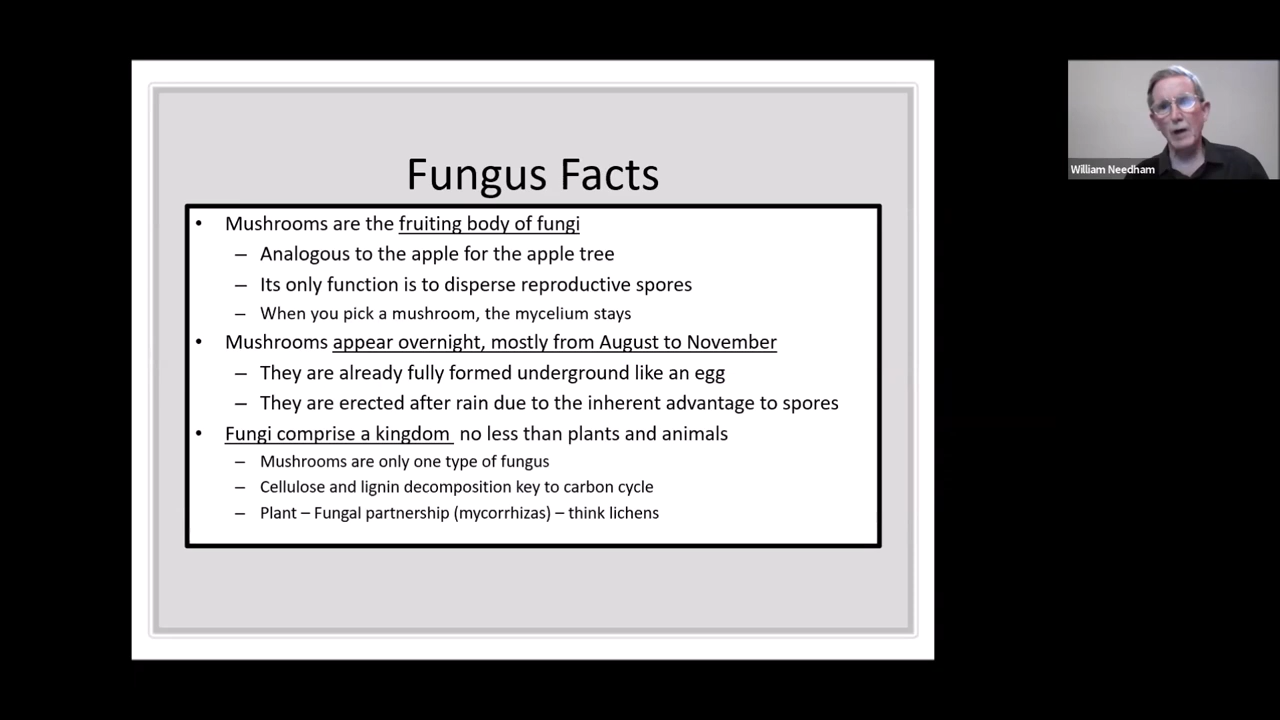 Fungus Facts
• Mushrooms are the fruiting body of fungi
– Analogous to the apple for the apple tree
– Its only function is to disperse reproductive spores
– When you pick a mushroom, the mycelium stays
• Mushrooms appear overnight, mostly from August to November
– They are already fully formed underground like an egg
– They are erected after rain due to the inherent advantage to spores
• Fungi comprise a kingdom no less than plants and animals
– Mushrooms are only one type of fungus
– Cellulose and lignin decomposition key to carbon cycle
– Plant – Fungal partnership (mycorrhizas) – think lichens
William Needham